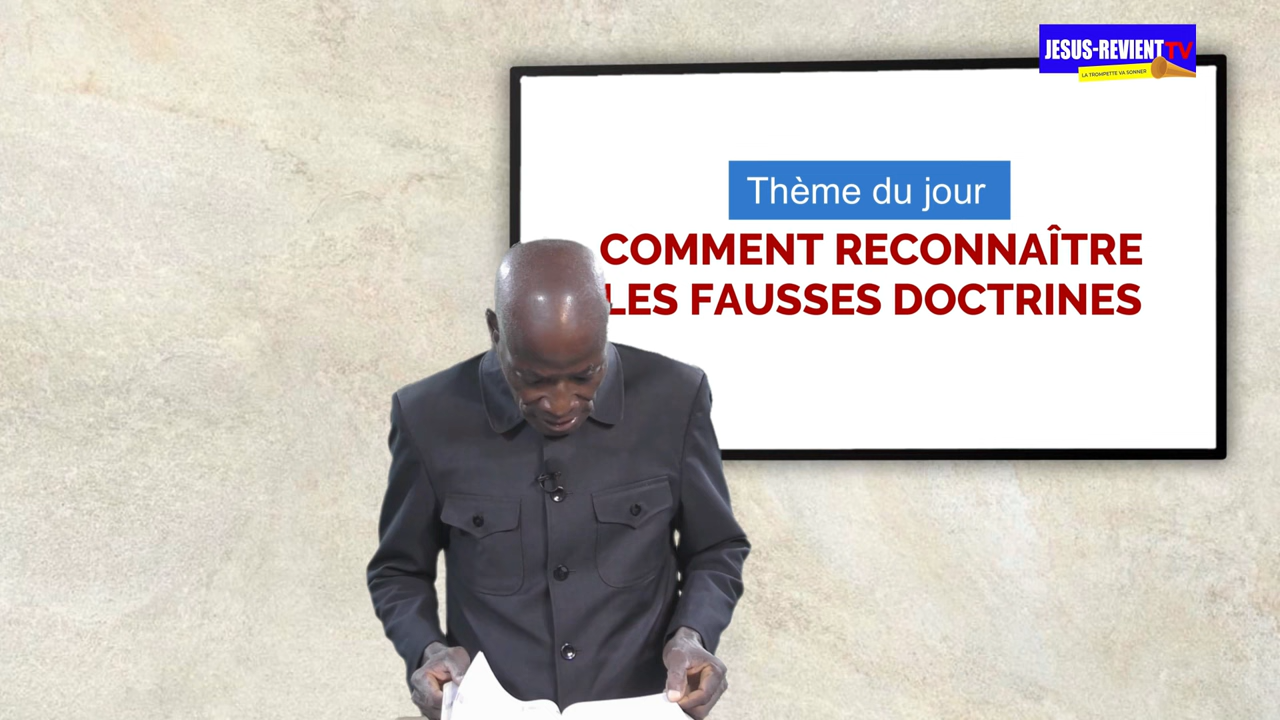 JESUS-REVIENT TV
LA TROMPETTE VA SONNER
Thème du jour
COMMENT RECONNAÎTRE
LES FAUSSES DOCTRINES